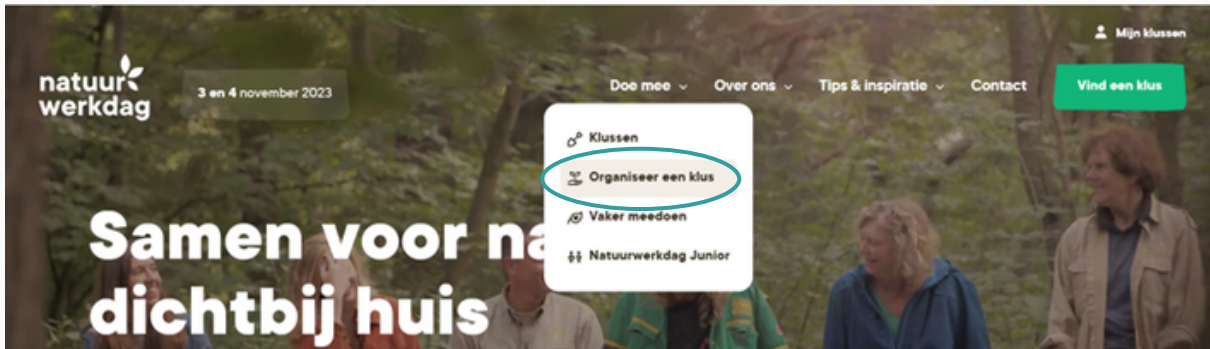 Mijn klussen
natuur
werkdag
3 en 4 november 2023
Doe mee
Over ons
Tips & inspiratie
Contact
Vind een klus
Klussen
Organiseer een klus
Vaker meedoen
Natuurwerkdag Junior
Samen voor na
dichtbij huis